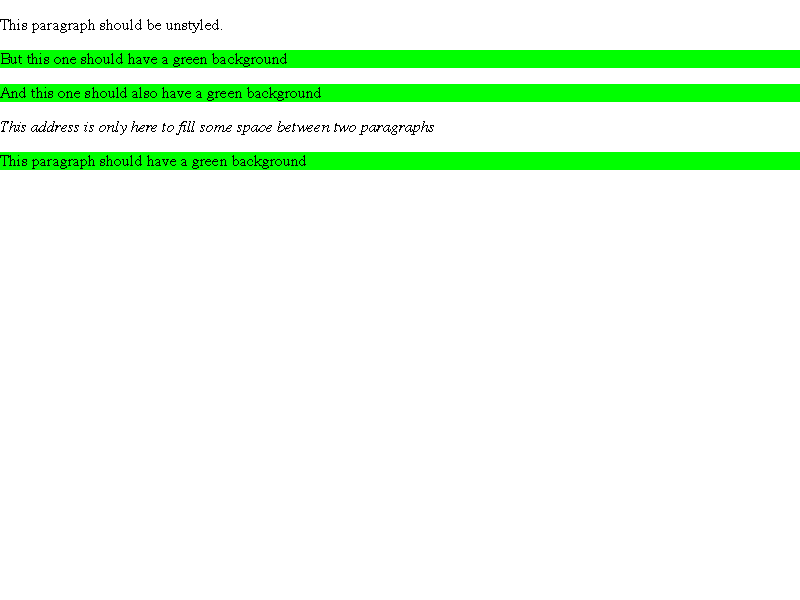 This paragraph should be unstyled.
But this one should have a green background
And this one should also have a green background
This address is only here to fill some space between two paragraphs
This paragraph should have a green background